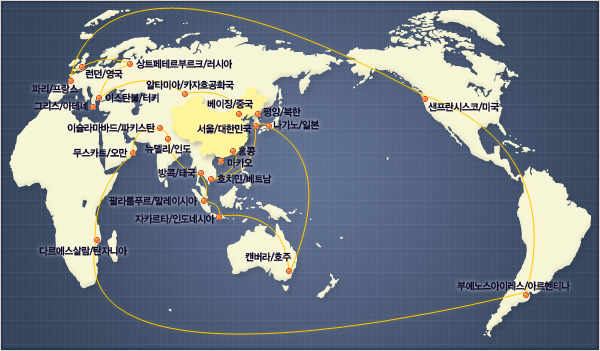 상트페테르부르크/러시아
런던/영국
파리/프랑스
알타미아/카자흐공화국
이스탄불/터키
그리스/아테네
베이징/중국
샌프란시스코/미국
평양/북한
이슬라마바드/파키스탄
서울/대한민국
나가노/일본
뉴델리/인도
무스카트/오만
홍콩
마카오
방콕/태국
호치민/베트남
콸라룸푸르/말레이시아
자카르타/인도네시아
다르에스살람/탄자니아
캔버라/호주
부에노스아이레스/아르헨티나